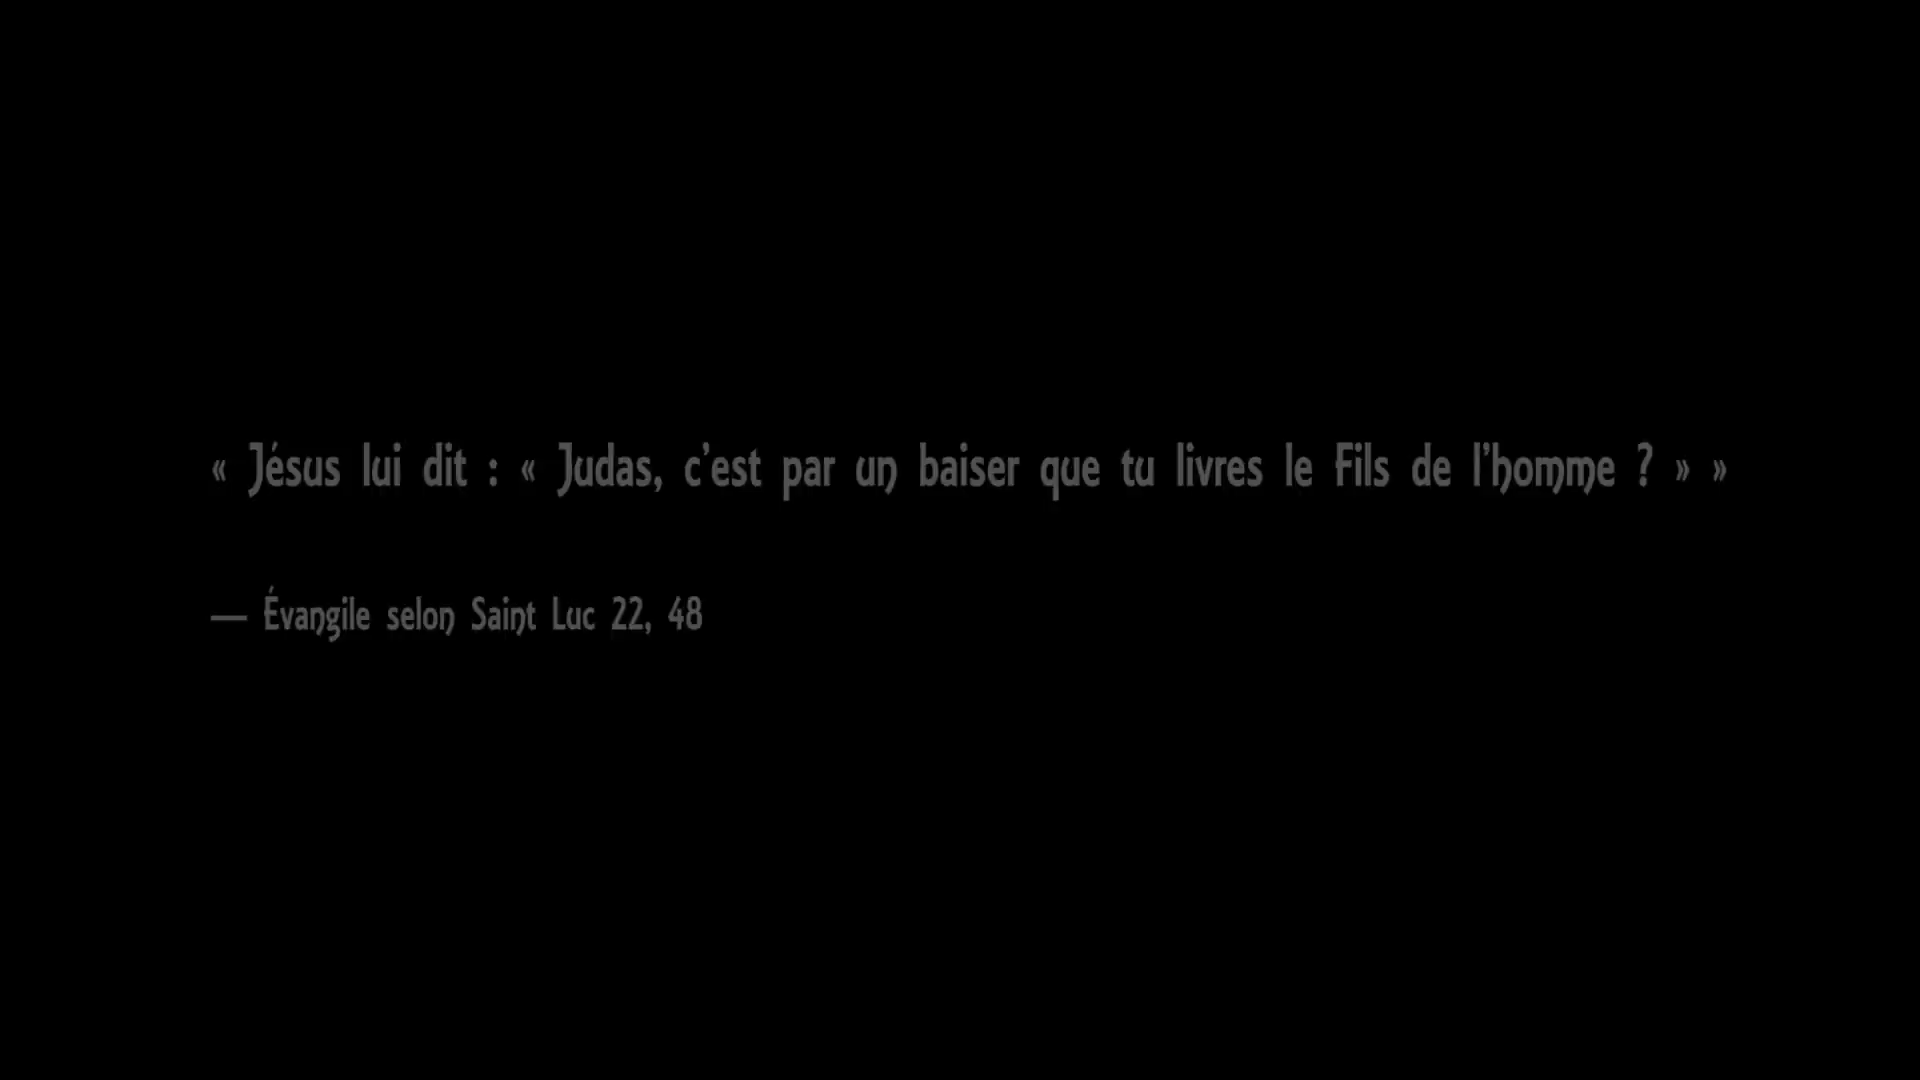 « Jésus lui dit : « Judas, c’est par un baiser que tu livres le Fils de l’homme ? » »
— Évangile selon Saint Luc 22, 48